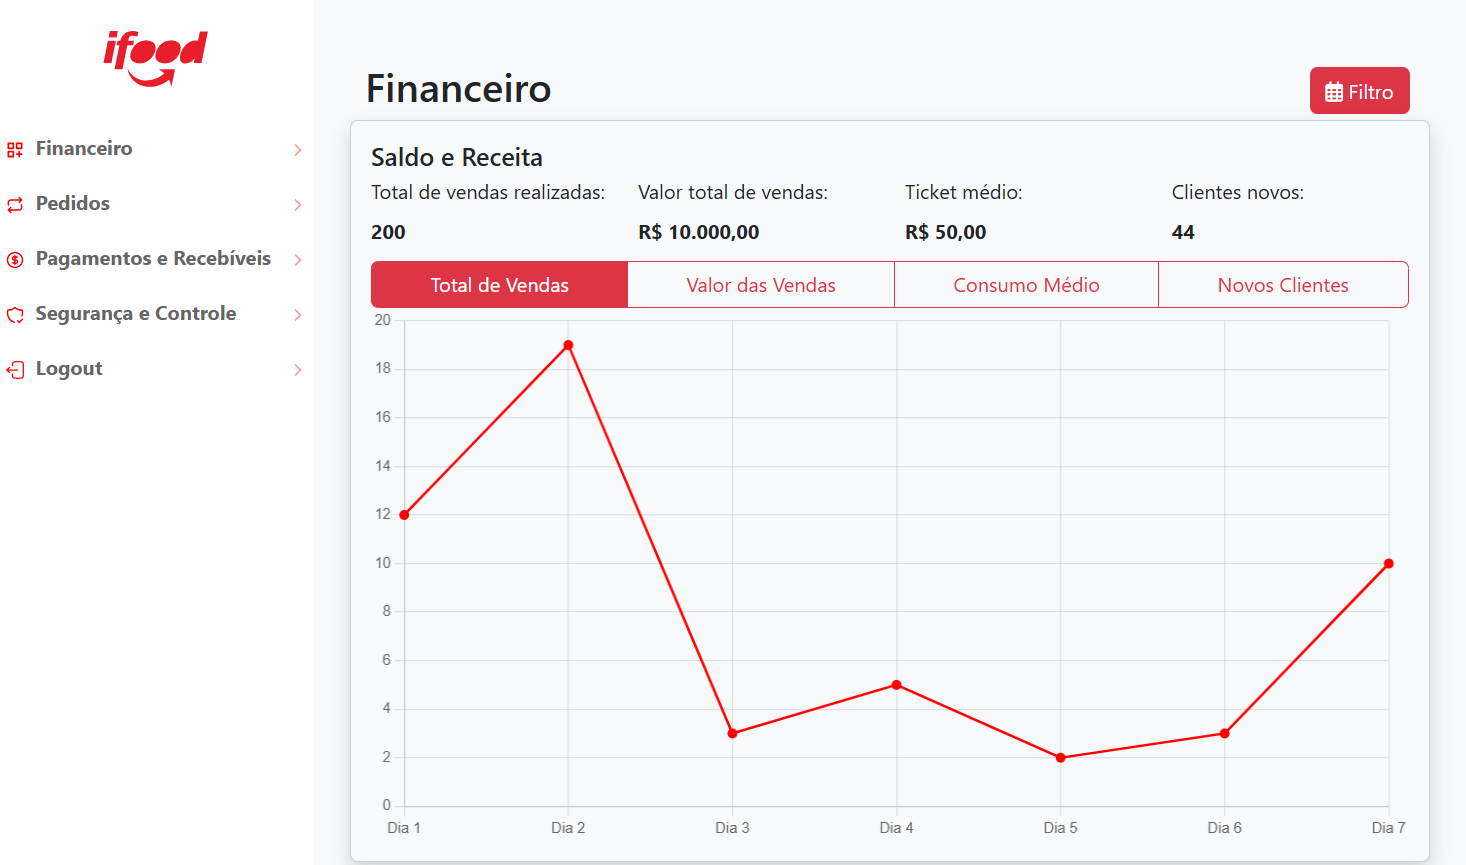 ifood
Financeiro
Pedidos
Pagamentos e Recebíveis
Segurança e Controle
Logout
Financeiro
Filtro
Saldo e Receita
Total de vendas realizadas: Valor total de vendas: Ticket médio: Clientes novos:
200 R$ 10.000,00 R$ 50,00 44
Total de Vendas Valor das Vendas Consumo Médio Novos Clientes
20
18
16
14
12
10
8
6
4
2
0
Dia 1 Dia 2 Dia 3 Dia 4 Dia 5 Dia 6 Dia 7